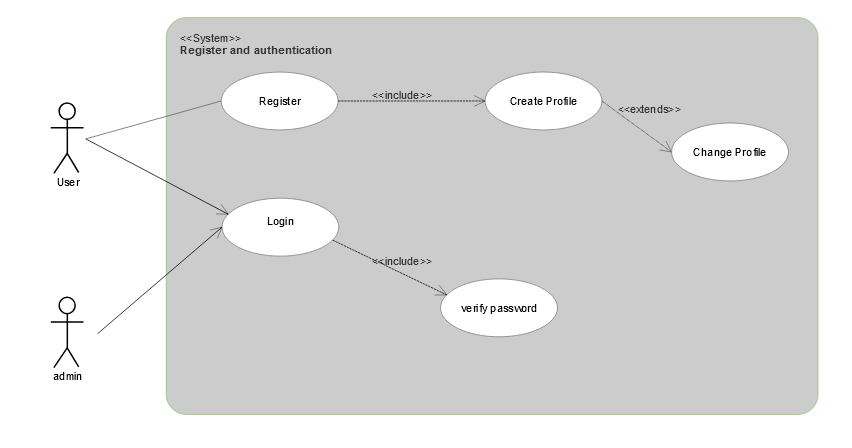 <<System>>
Register and authentication
Register
<<include>>
Create Profile
<<extends>>
Change Profile
User
Login
<<include>>
verify password
admin